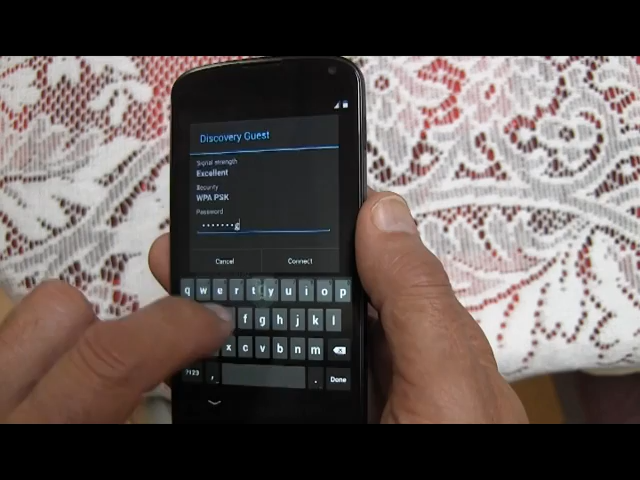 Discovery Guest
Signal strength
Excellent
Security
WPA PSK
Password
•••••••g
Cancel Connect
q w e r t y u i o p
f g h j k l
x c v b n m
?123 , . Done